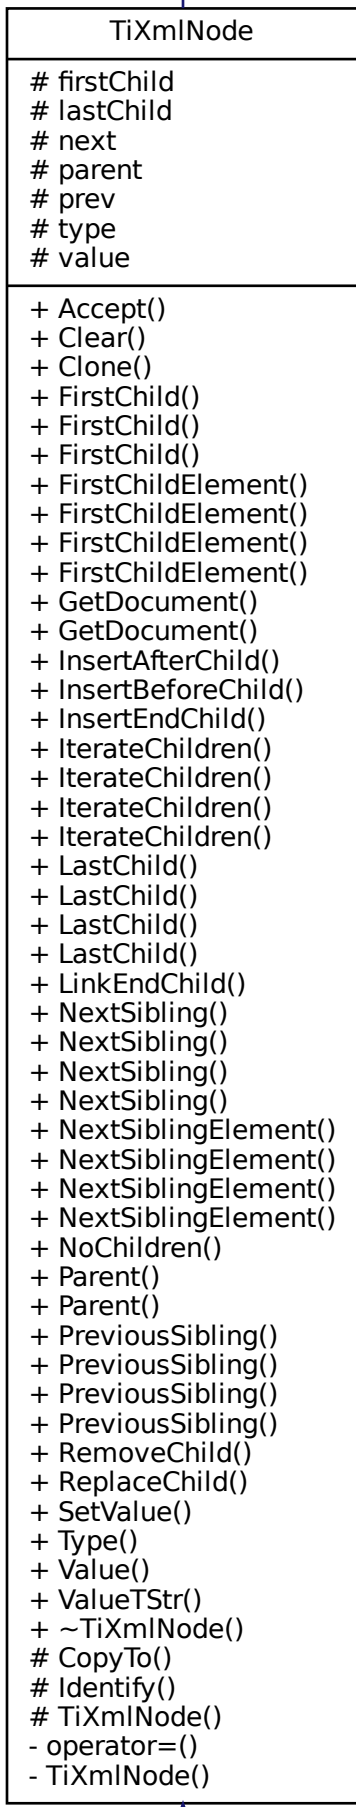 TiXmlNode
# firstChild
# lastChild
# next
# parent
# prev
# type
# value
+ Accept()
+ Clear()
+ Clone()
+ FirstChild()
+ FirstChild()
+ FirstChild()
+ FirstChildElement()
+ FirstChildElement()
+ FirstChildElement()
+ FirstChildElement()
+ GetDocument()
+ GetDocument()
+ InsertAfterChild()
+ InsertBeforeChild()
+ InsertEndChild()
+ IterateChildren()
+ IterateChildren()
+ IterateChildren()
+ IterateChildren()
+ LastChild()
+ LastChild()
+ LastChild()
+ LastChild()
+ LinkEndChild()
+ NextSibling()
+ NextSibling()
+ NextSibling()
+ NextSibling()
+ NextSiblingElement()
+ NextSiblingElement()
+ NextSiblingElement()
+ NextSiblingElement()
+ NoChildren()
+ Parent()
+ Parent()
+ PreviousSibling()
+ PreviousSibling()
+ PreviousSibling()
+ PreviousSibling()
+ RemoveChild()
+ ReplaceChild()
+ SetValue()
+ Type()
+ Value()
+ ValueTStr()
+ ~TiXmlNode()
# CopyTo()
# Identify()
# TiXmlNode()
- operator=()
- TiXmlNode()